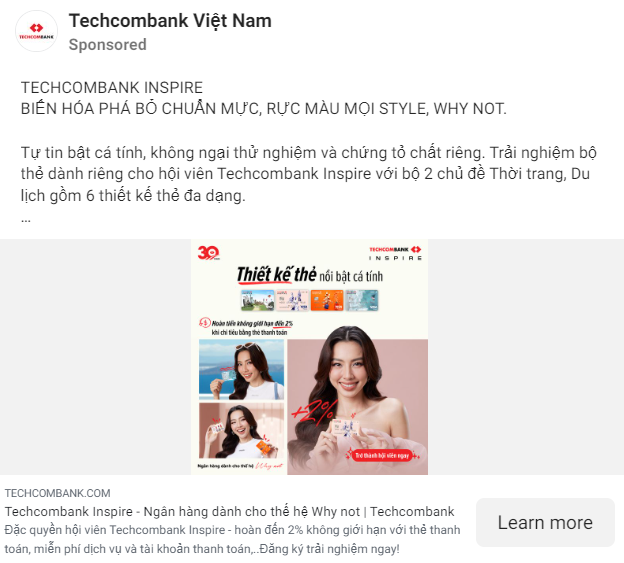 Techcombank Việt Nam
Sponsored
TECHCOMBANK
TECHCOMBANK INSPIRE
BIẾN HÓA PHÁ BỎ CHUẨN MỰC, RỰC MÀU MỌI STYLE, WHY NOT.
Tự tin bật cá tính, không ngại thử nghiệm và chứng tỏ chất riêng. Trải nghiệm bộ
thẻ dành riêng cho hội viên Techcombank Inspire với bộ 2 chủ đề Thời trang, Du
lịch gồm 6 thiết kế thẻ đa dạng.
...
30
TECHCOMBANK
INSPIRE
Thiết kế thẻ nổi bật cá tính
Hoàn tiền không giới hạn đến 2%
khi chi tiêu bằng thẻ thanh toán
+2%
Trở thành hội viên ngay
Ngân hàng dành cho thế hệ Why not
TECHCOMBANK.COM
Techcombank Inspire - Ngân hàng dành cho thế hệ Why not | Techcombank
Đặc quyền hội viên Techcombank Inspire - hoàn đến 2% không giới hạn với thẻ thanh
toán, miễn phí dịch vụ và tài khoản thanh toán,..Đăng ký trải nghiệm ngay!
Learn more